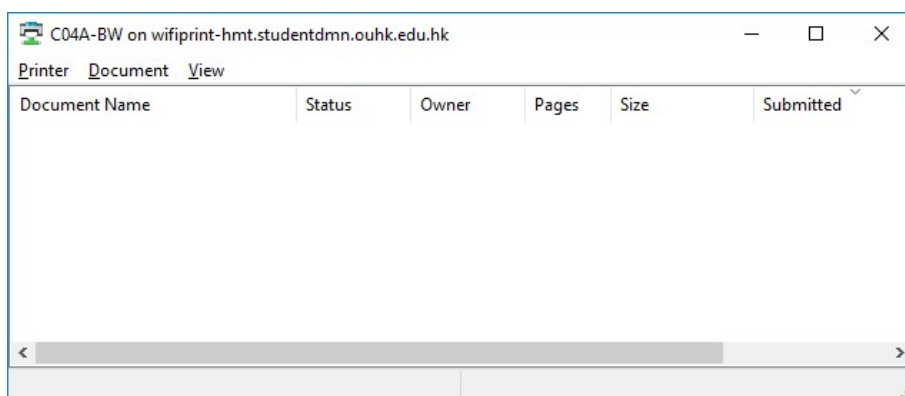 C04A-BW on wifiprint-hmt.studentdmn.ouhk.edu.hk
Printer Document View
Document Name Status Owner Pages Size Submitted